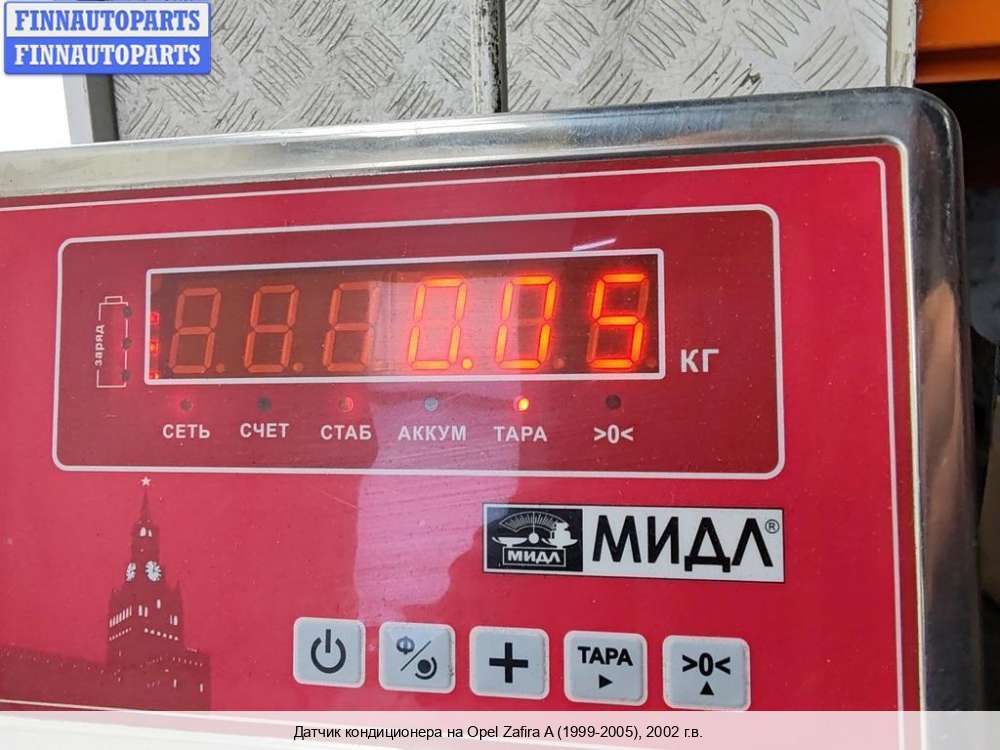 FINNAUTOPARTS
FINNAUTOPARTS
заряд
0.05 КГ
СЕТЬ СЧЕТ СТАБ АККУМ ТАРА >0<
МИДЛ МИДЛ®
Ф
ТАРА >0<
Датчик кондиционера на Opel Zafira A (1999-2005), 2002 г.в.